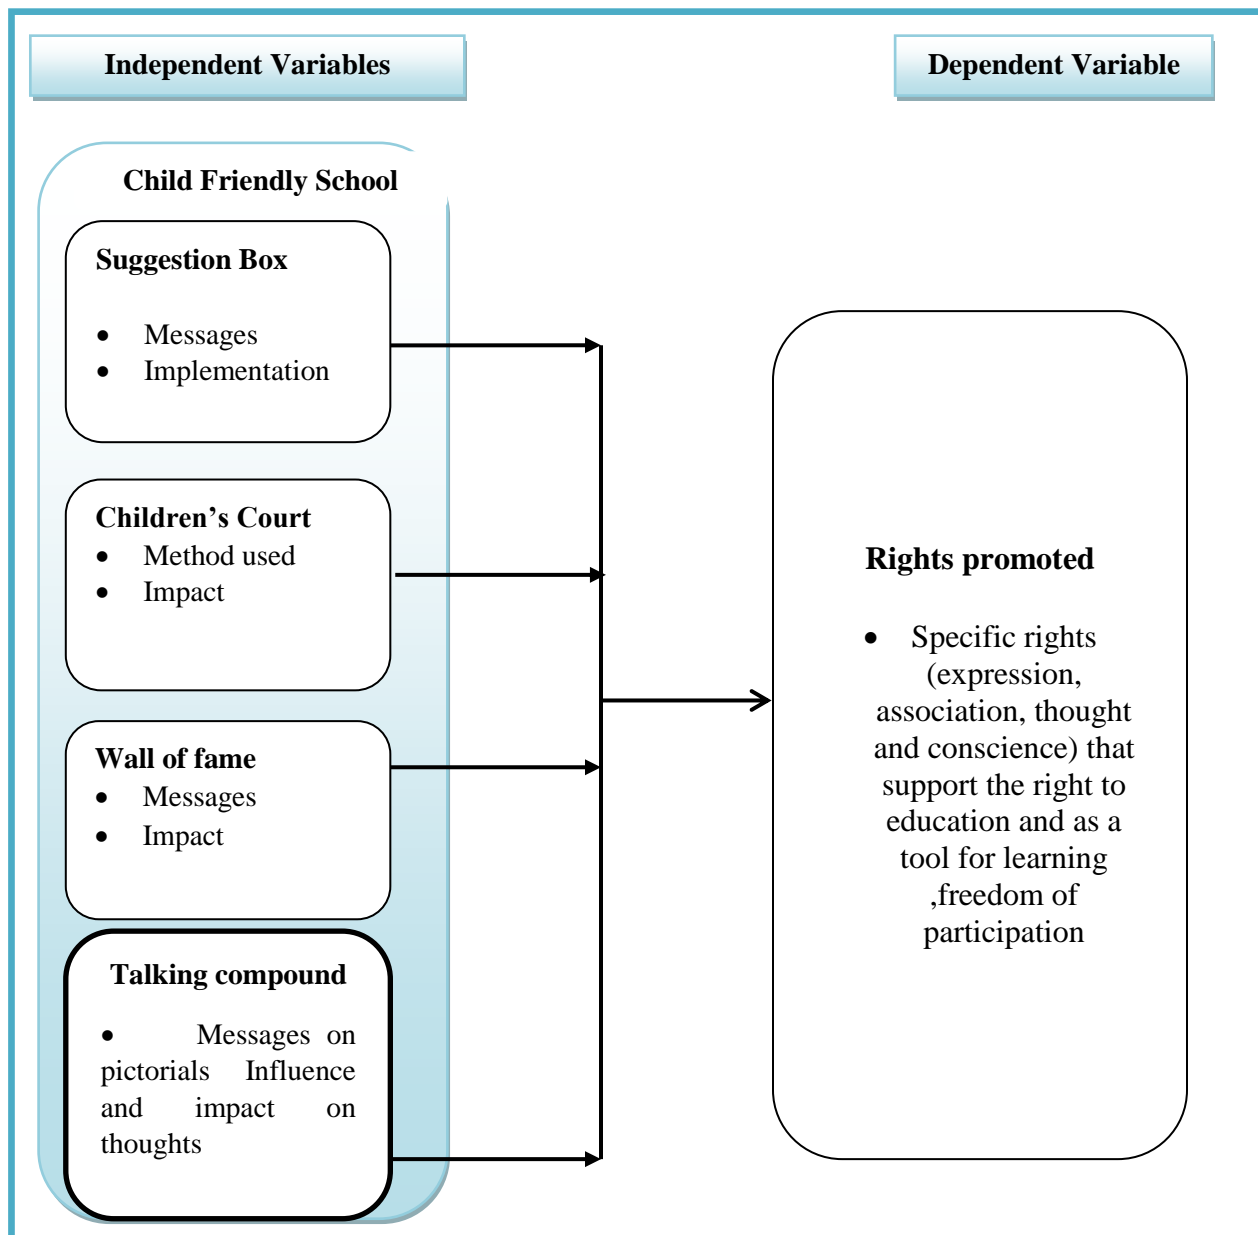 Independent Variables
Dependent Variable
Child Friendly School
Suggestion Box
• Messages
• Implementation
Children’s Court
• Method used
• Impact
Wall of fame
• Messages
• Impact
Talking compound
• Messages on
pictorials Influence
and impact on
thoughts
Rights promoted
• Specific rights
(expression,
association, thought
and conscience) that
support the right to
education and as a
tool for learning
,freedom of
participation